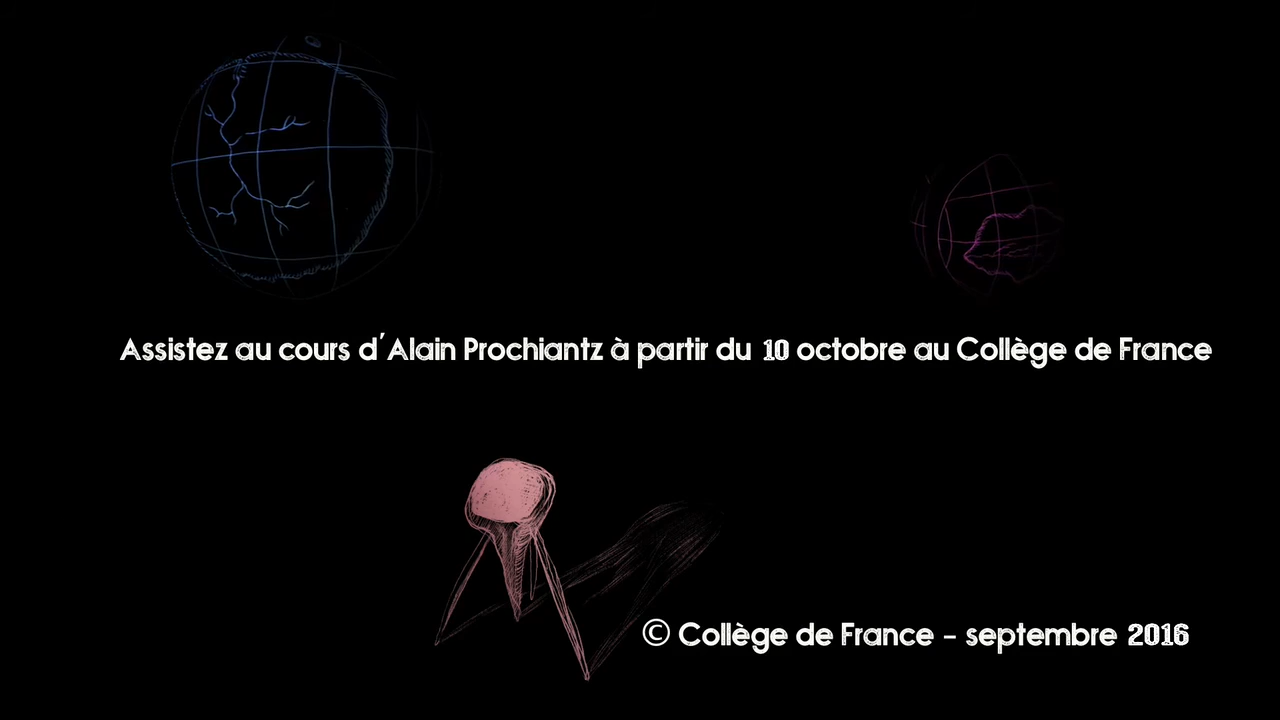 Assistez au cours d'Alain Prochiantz à partir du 10 octobre au Collège de France
© Collège de France - septembre 2016